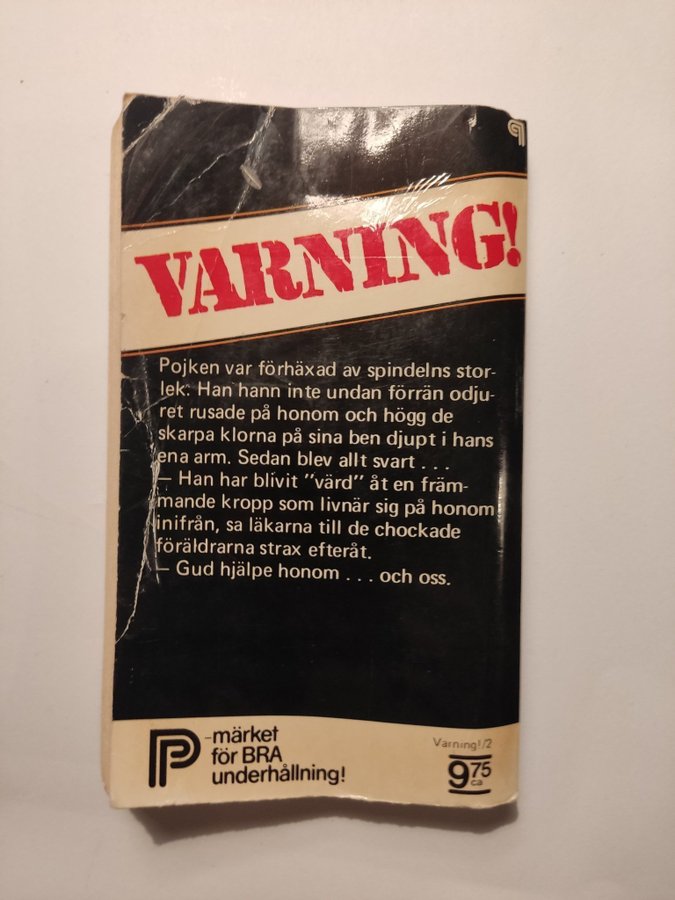 VARNING!
Pojken var förhäxad av spindelns stor-
lek. Han hann inte undan förrän odju-
ret rusade på honom och högg de
skarpa klorna på sina ben djupt i hans
ena arm. Sedan blev allt svart . . .
— Han har blivit "värd" åt en främ-
mande kropp som livnär sig på honom
inifrån, sa läkarna till de chockade
föräldrarna strax efteråt.
— Gud hjälpe honom . . . och oss.
P -märket
för BRA
underhållning!
Varning!/2
9 75
ca